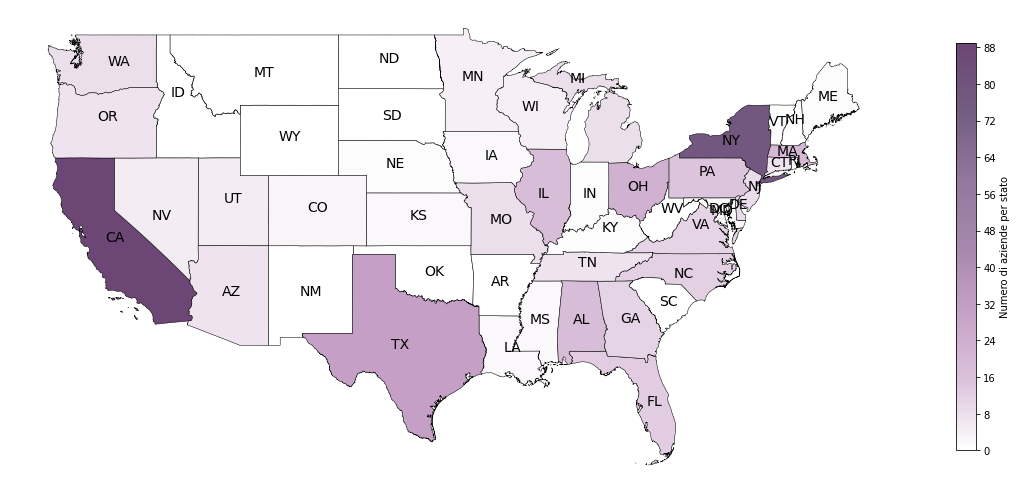 WA
MT
ND
MN
MI
ME
OR
ID
SD
WI
VT
NH
WY
NE
IA
NY
MA
CT
RI
NV
UT
CO
KS
MO
IL
IN
OH
PA
NJ
CA
WV
DC
MD
DE
KY
VA
AZ
NM
OK
AR
TN
NC
SC
TX
LA
MS
AL
GA
FL
88
80
72
64
56
48
40
32
24
16
8
0
Numero di aziende per stato